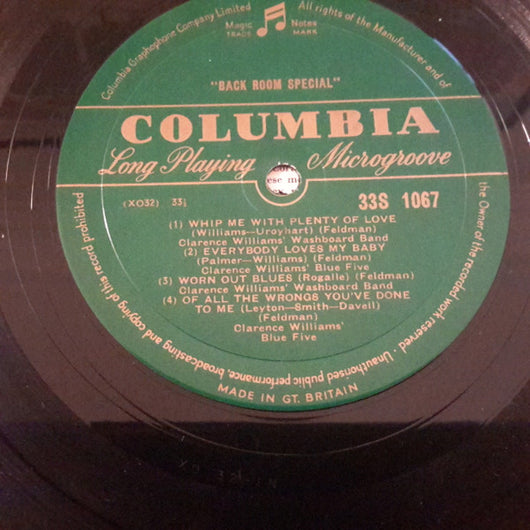 Columbia Graphophone Company Limited
Magic Notes
TRADE MARK
All rights of the Manufacturer and of
the Owner of the recorded work reserved · Unauthorised public performance, broadcasting and copying of this record prohibited
"BACK ROOM SPECIAL"
COLUMBIA
Long Playing Microgroove
(XO32) 33⅓ 33S 1067
(1) WHIP ME WITH PLENTY OF LOVE
(Williams—Uroyhart) (Feldman)
Clarence Williams' Washboard Band
(2) EVERYBODY LOVES MY BABY
(Palmer—Williams) (Feldman)
Clarence Williams' Blue Five
(3) WORN OUT BLUES (Rogalle) (Feldman)
Clarence Williams' Washboard Band
(4) OF ALL THE WRONGS YOU'VE DONE
TO ME (Leyton—Smith—Davell)
(Feldman)
Clarence Williams'
Blue Five
MADE IN GT. BRITAIN